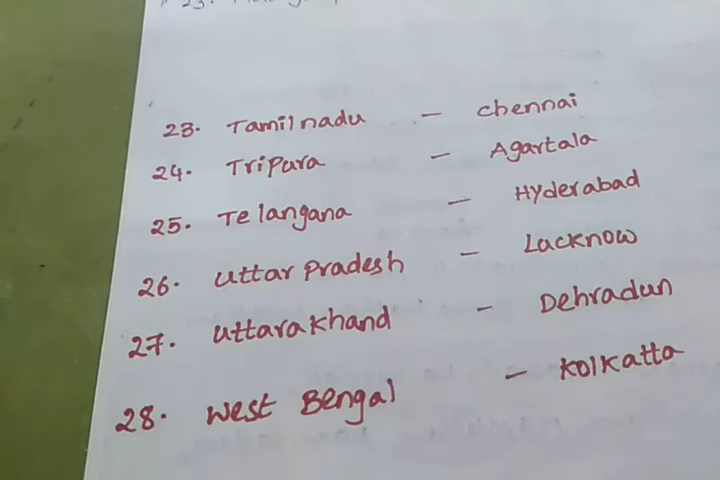 23. Tamilnadu - Chennai
24. Tripura - Agartala
25. Telangana - Hyderabad
26. Uttar Pradesh - Lacknow
27. Uttarakhand - Dehradun
28. West Bengal - Kolkatta